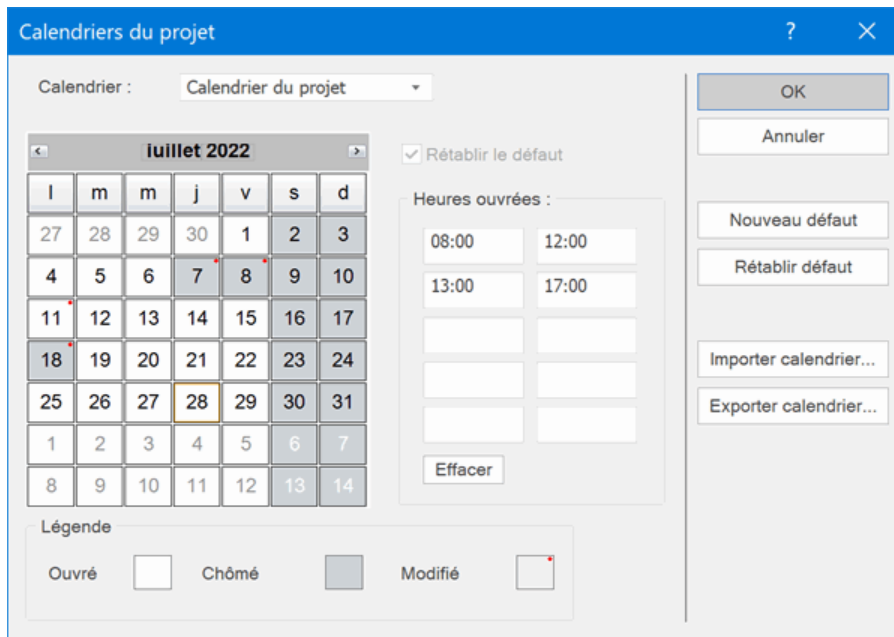 Calendriers du projet ?
Calendrier : Calendrier du projet
OK
Annuler
iuillet 2022
Rétablir le défaut
l m m j v s d
27 28 29 30 1 2 3
4 5 6 7 8 9 10
11 12 13 14 15 16 17
18 19 20 21 22 23 24
25 26 27 28 29 30 31
1 2 3 4 5 6 7
8 9 10 11 12 13 14
Heures ouvrées :
08:00 12:00
13:00 17:00
Effacer
Nouveau défaut
Rétablir défaut
Importer calendrier...
Exporter calendrier...
Légende
Ouvré Chômé Modifié